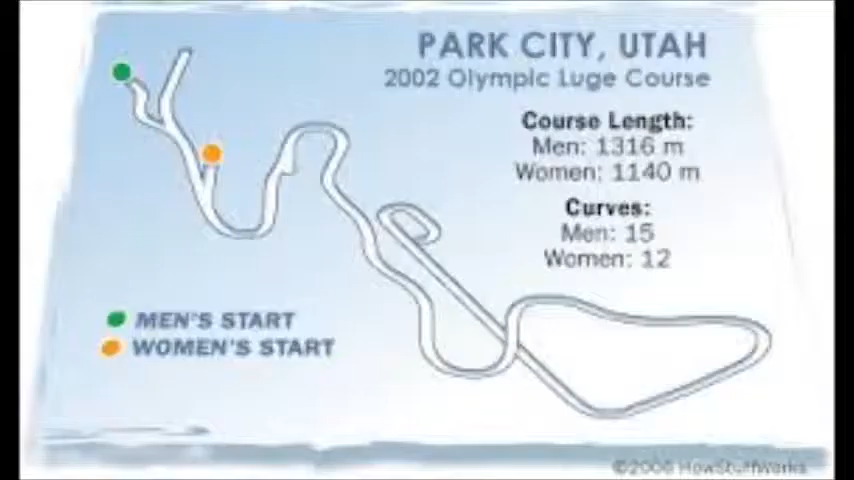 PARK CITY, UTAH
2002 Olympic Luge Course
Course Length:
Men: 1316 m
Women: 1140 m
Curves:
Men: 15
Women: 12
MEN'S START
WOMEN'S START
©2006 HowStuffWorks